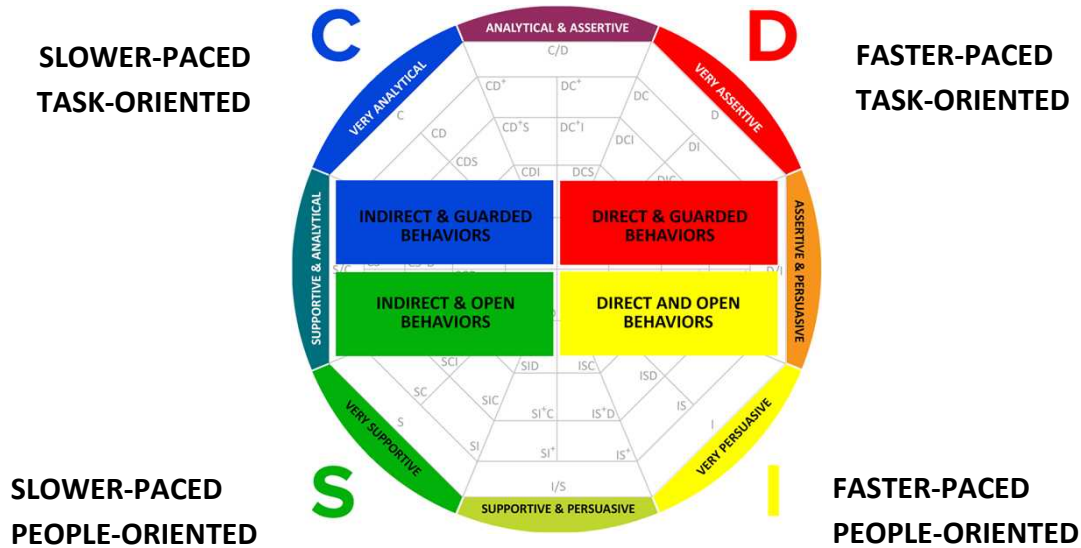 C
D
ANALYTICAL & ASSERTIVE
SLOWER-PACED
TASK-ORIENTED
FASTER-PACED
TASK-ORIENTED
VERY ANALYTICAL
VERY ASSERTIVE
C/D
CD+
DC+
DC
C
D
CD
CD+S
DC+I
DCI
DI
CDS
CDI
DCS
SUPPORTIVE & ANALYTICAL
INDIRECT & GUARDED
BEHAVIORS
DIRECT & GUARDED
BEHAVIORS
ASSERTIVE & PERSUASIVE
S/C
D/I
INDIRECT & OPEN
BEHAVIORS
DIRECT AND OPEN
BEHAVIORS
SCI
SID
ISC
ISD
SC
SIC
IS
S
SI+C
IS+D
I
VERY SUPPORTIVE
VERY PERSUASIVE
SI
SI+
IS+
I/S
S
I
SUPPORTIVE & PERSUASIVE
SLOWER-PACED
PEOPLE-ORIENTED
FASTER-PACED
PEOPLE-ORIENTED